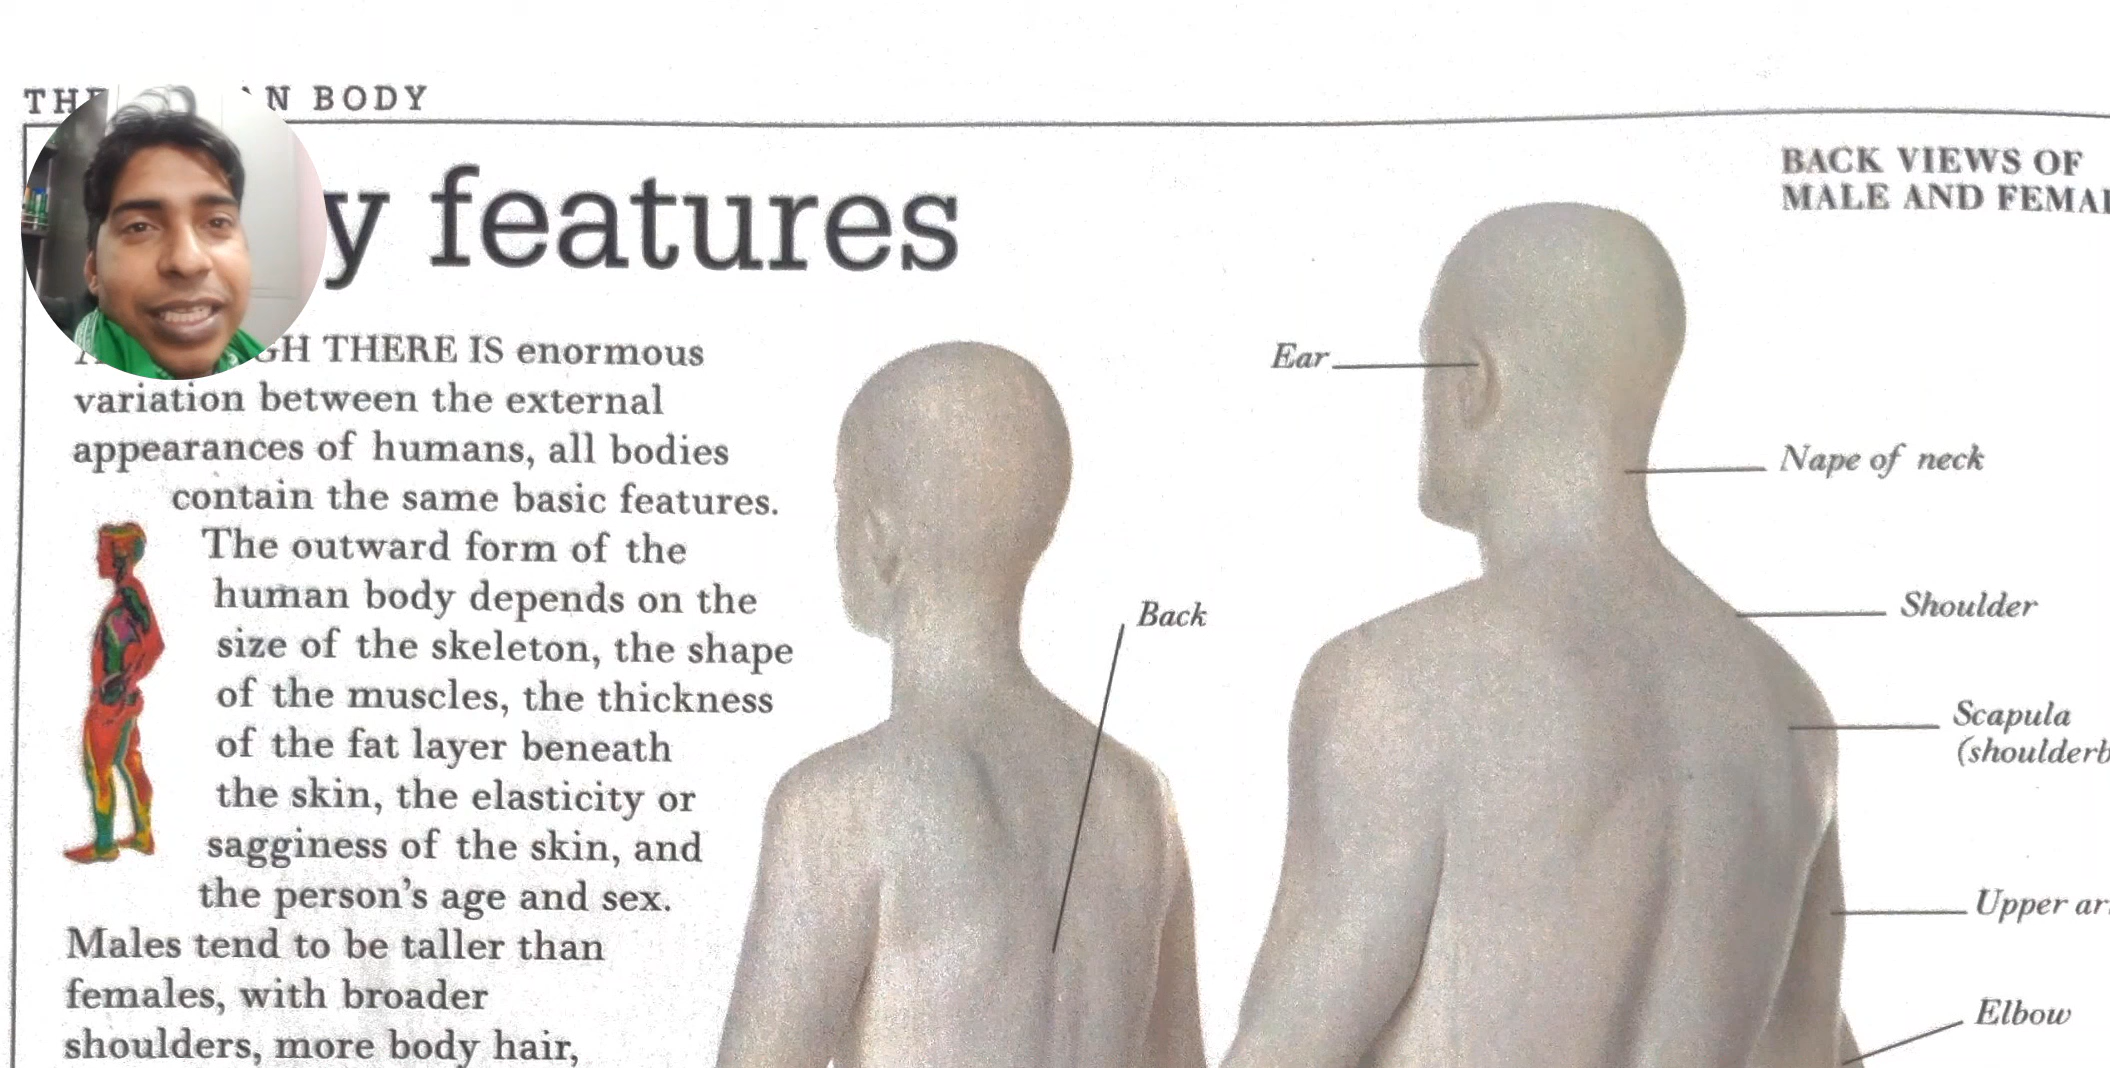 N BODY
features
BACK VIEWS OF
MALE AND
THERE IS enormous
variation between the external
appearances of humans, all bodies
contain the same basic features.
The outward form of the
human body depends on the
size of the skeleton, the shape
of the muscles, the thickness
of the fat layer beneath
the skin, the elasticity or
sagginess of the skin, and
the person's age and sex.
Males tend to be taller than
females, with broader
shoulders, more body hair,
Ear
Nape of neck
Back
Shoulder
Scapula
Upper
Elbow